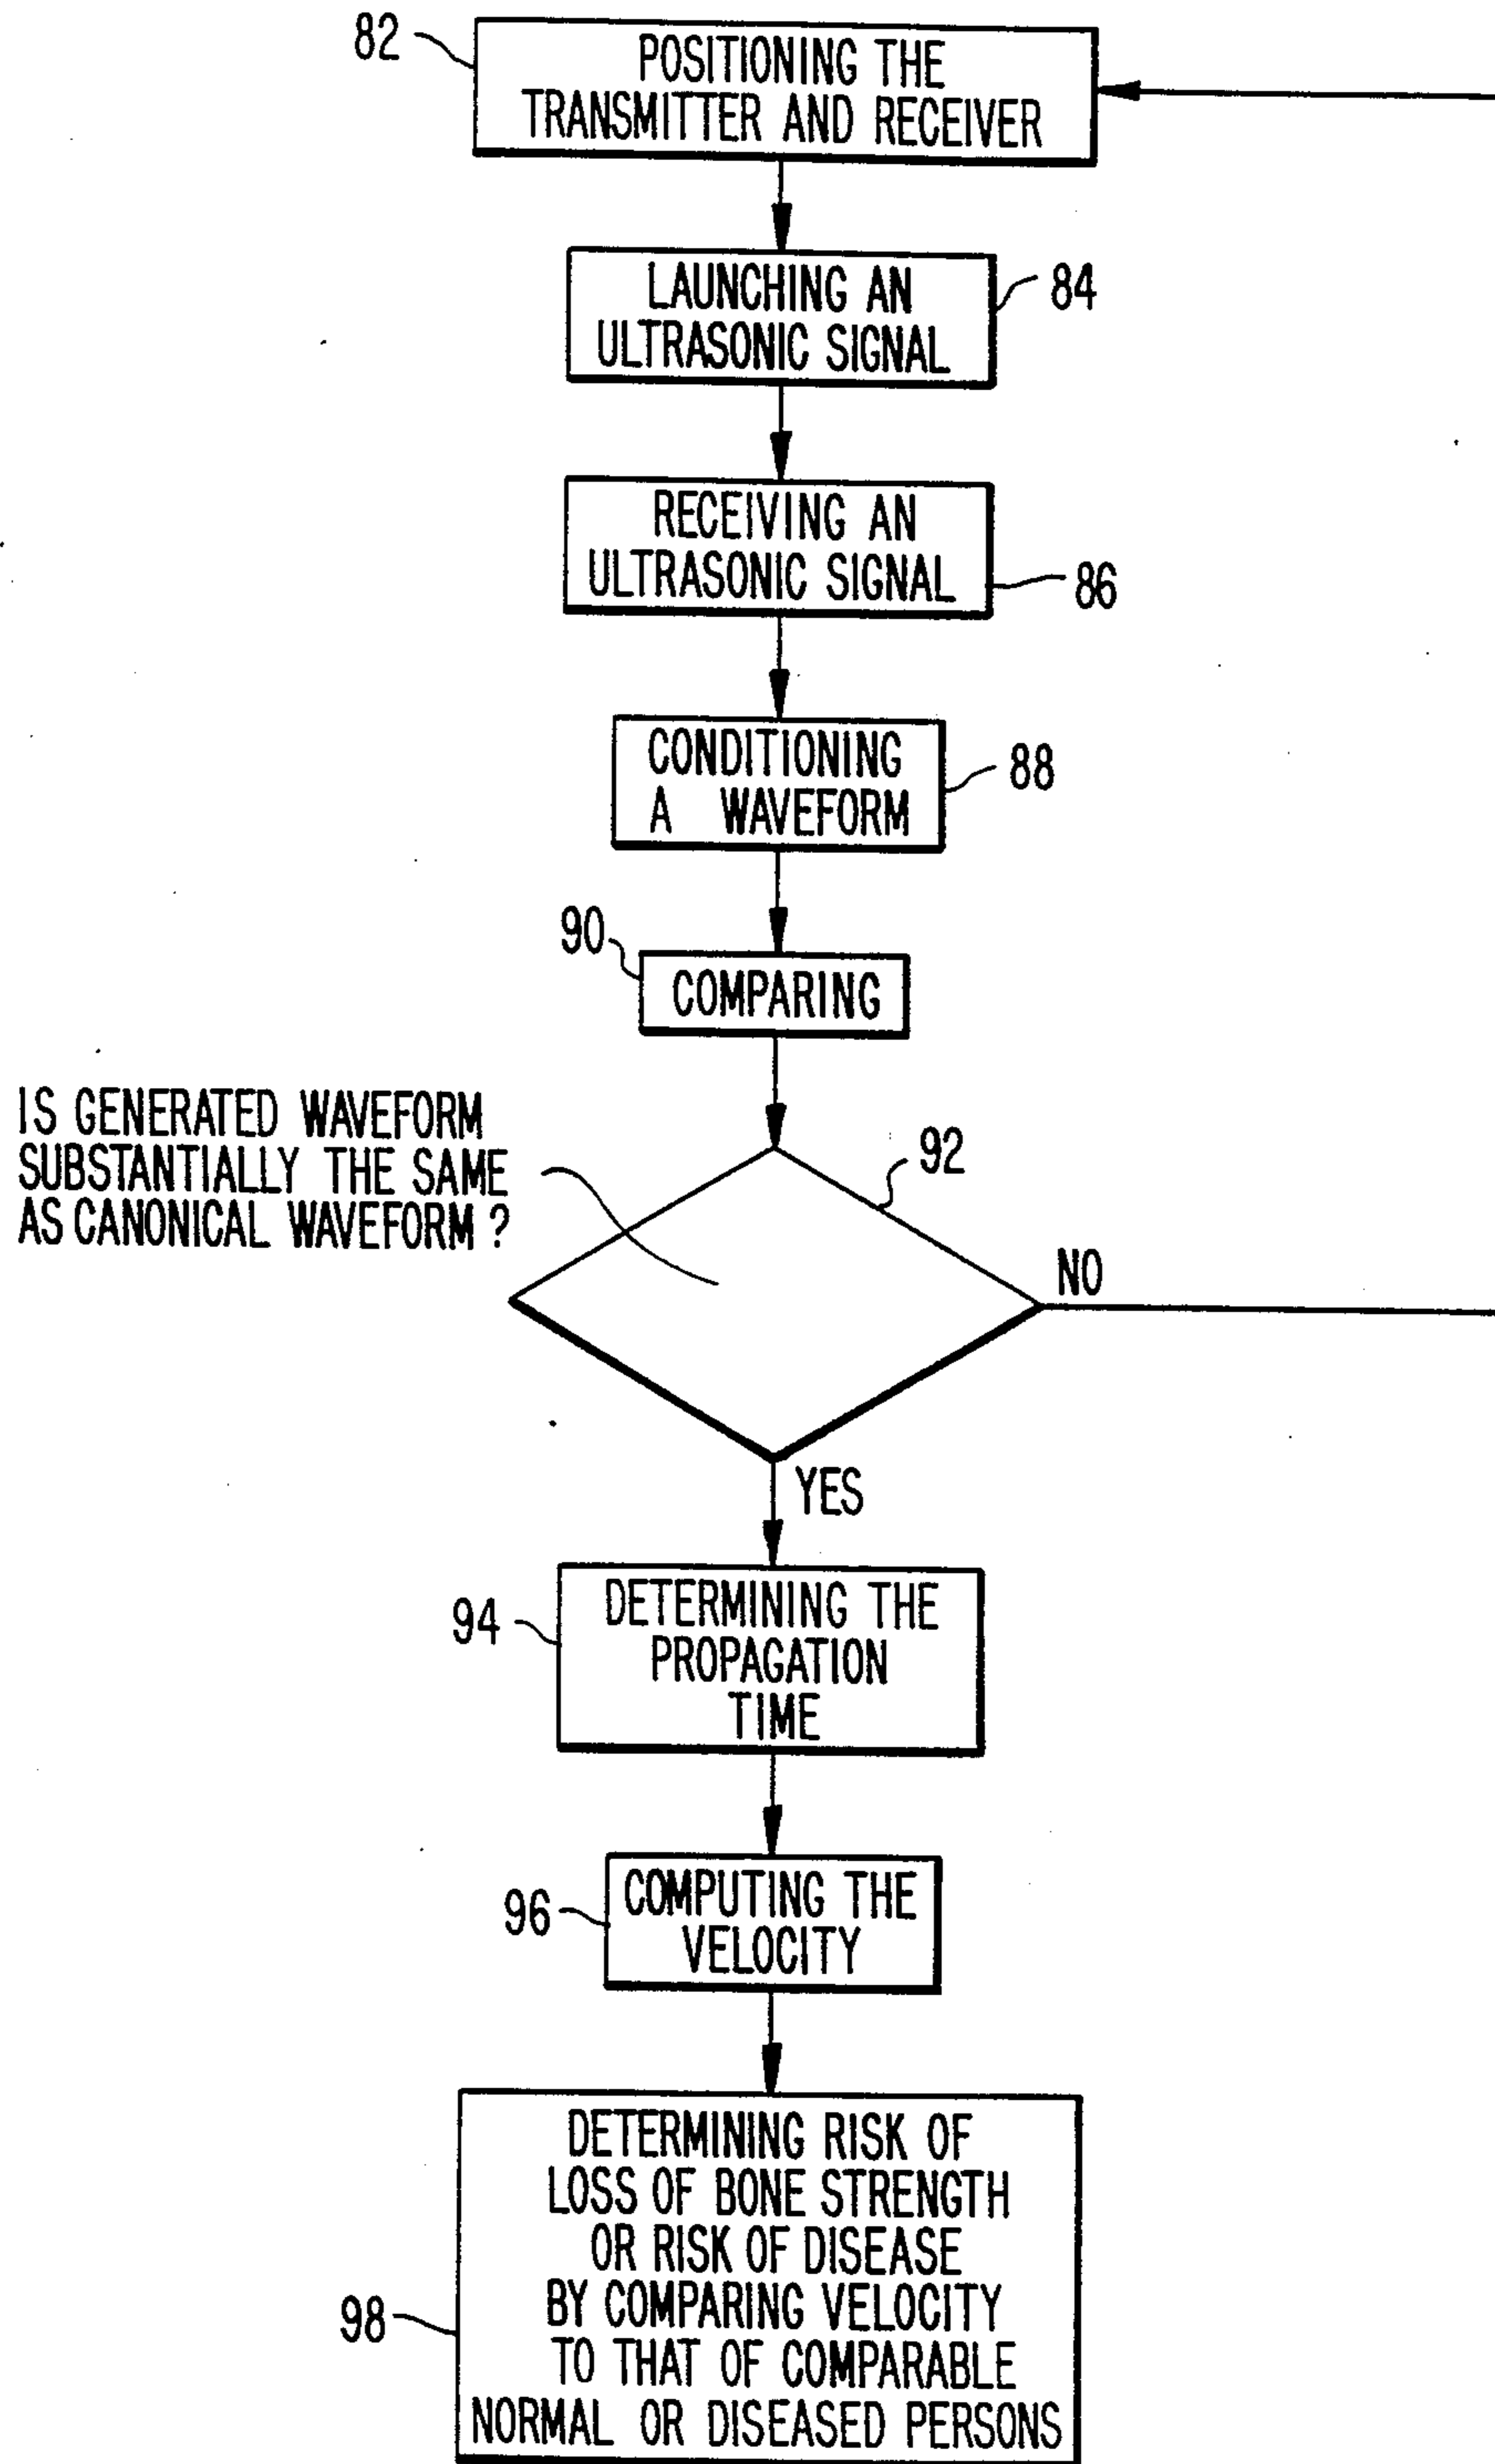 82
POSITIONING THE
TRANSMITTER AND RECEIVER
LAUNCHING AN
ULTRASONIC SIGNAL
84
RECEIVING AN
ULTRASONIC SIGNAL
86
CONDITIONING
A WAVEFORM
88
90
COMPARING
IS GENERATED WAVEFORM
SUBSTANTIALLY THE SAME
AS CANONICAL WAVEFORM ?
92
NO
YES
94
DETERMINING THE
PROPAGATION
TIME
96
COMPUTING THE
VELOCITY
98
DETERMINING RISK OF
LOSS OF BONE STRENGTH
OR RISK OF DISEASE
BY COMPARING VELOCITY
TO THAT OF COMPARABLE
NORMAL OR DISEASED PERSONS